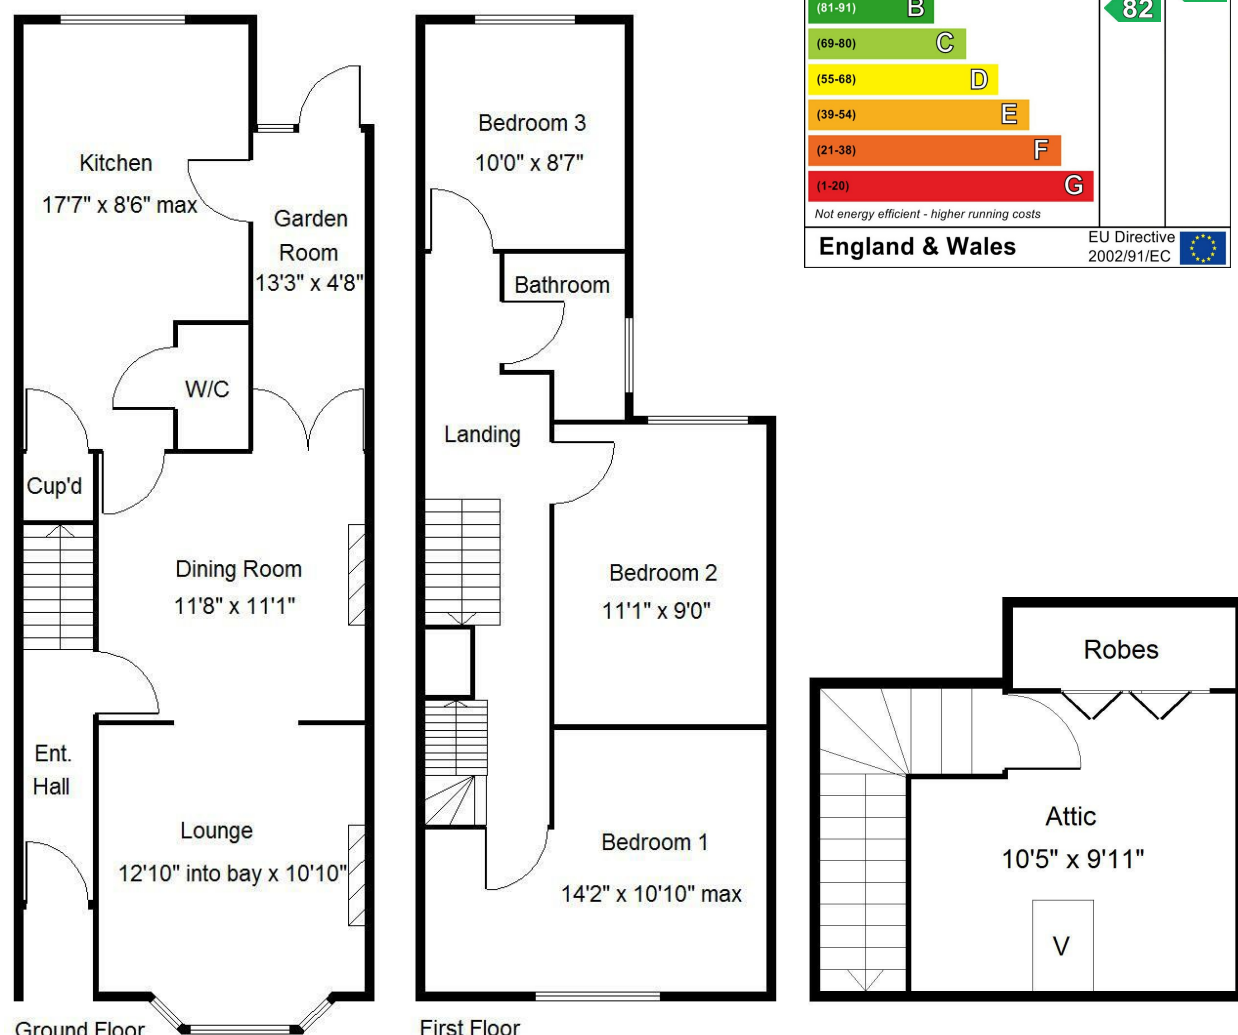 Kitchen
17'7" x 8'6" max
Garden
Room
13'3" x 4'8"
W/C
Cup'd
Dining Room
11'8" x 11'1"
Ent.
Hall
Lounge
12'10" into bay x 10'10"
Ground Floor
Bedroom 3
10'0" x 8'7"
Bathroom
Landing
Bedroom 2
11'1" x 9'0"
Bedroom 1
14'2" x 10'10" max
First Floor
(81-91) B 82
(69-80) C
(55-68) D
(39-54) E
(21-38) F
(1-20) G
Not energy efficient - higher running costs
England & Wales
EU Directive
2002/91/EC
Robes
Attic
10'5" x 9'11"
V